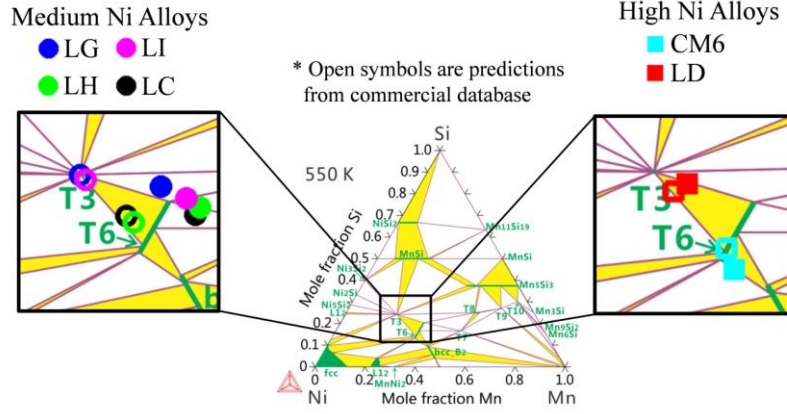 Medium Ni Alloys
LG LI
LH LC
High Ni Alloys
CM6
LD
* Open symbols are predictions
from commercial database
T3
T6
b
T3
T6
550 K
Si
1.0
0.9
0.8
0.7
0.6
0.5
0.4
0.3
0.2
0.1
0
Mole fraction Si
NiSi2
Mn11Si19
MnSi
MnSi
Ni3Si2
Ni2Si
Ni5Si2
L12
Mn5Si3
T3
T6
T8
T9
T10
T7
Mn3Si
Mn9Si2
Mn6Si
bcc_B2
fcc
L12 ↑
MnNi2
0 0.2 0.4 0.6 0.8 1.0
Ni
Mole fraction Mn
Mn